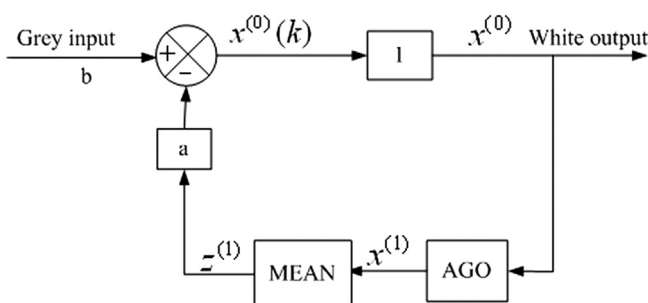 Grey input
b
+
-
x^(0)(k)
1
x^(0)
White output
a
z^(1)
MEAN
x^(1)
AGO